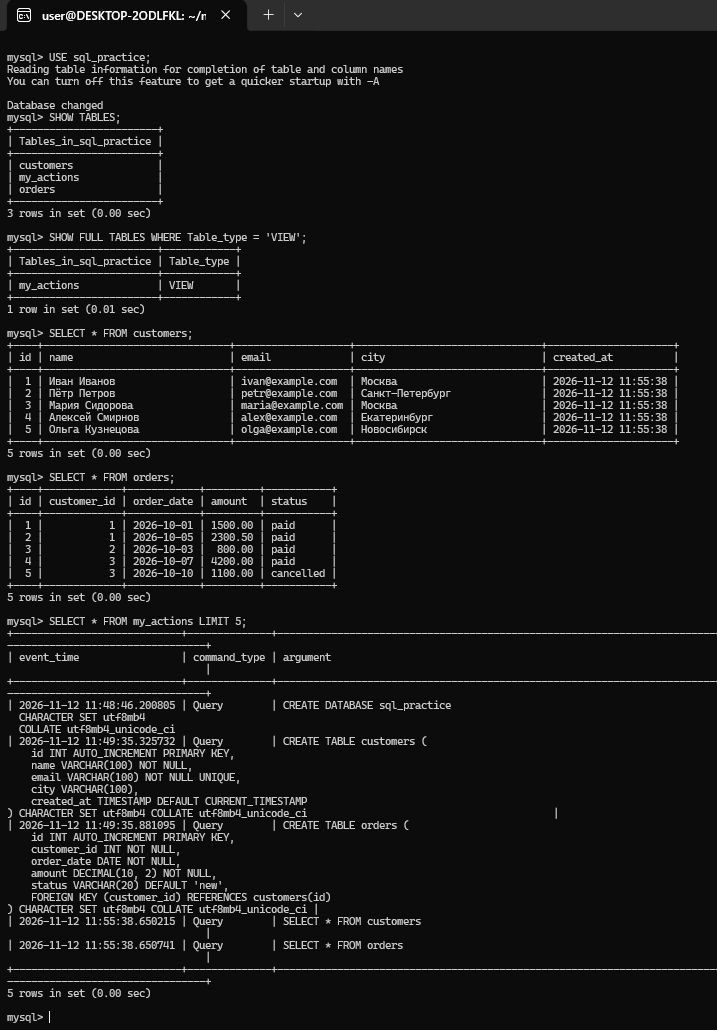 user@DESKTOP-2ODLFKL: ~/r
mysql> USE sql_practice;
Reading table information for completion of table and column names
You can turn off this feature to get a quicker startup with -A
Database changed
mysql> SHOW TABLES;
+------------------------+
| Tables_in_sql_practice |
+------------------------+
| customers              |
| my_actions             |
| orders                 |
+------------------------+
3 rows in set (0.00 sec)
mysql> SHOW FULL TABLES WHERE Table_type = 'VIEW';
+------------------------+------------+
| Tables_in_sql_practice | Table_type |
+------------------------+------------+
| my_actions             | VIEW       |
+------------------------+------------+
1 row in set (0.01 sec)
mysql> SELECT * FROM customers;
| id | name | email | city | created_at |
| 1 | Иван Иванов | ivan@example.com | Москва | 2026-11-12 11:55:38 |
| 2 | Пётр Петров | petr@example.com | Санкт-Петербург | 2026-11-12 11:55:38 |
| 3 | Мария Сидорова | maria@example.com | Москва | 2026-11-12 11:55:38 |
| 4 | Алексей Смирнов | alex@example.com | Екатеринбург | 2026-11-12 11:55:38 |
| 5 | Ольга Кузнецова | olga@example.com | Новосибирск | 2026-11-12 11:55:38 |
5 rows in set (0.00 sec)
mysql> SELECT * FROM orders;
| id | customer_id | order_date | amount | status |
| 1 | 1 | 2026-10-01 | 1500.00 | paid |
| 2 | 1 | 2026-10-05 | 2300.50 | paid |
| 3 | 2 | 2026-10-03 | 800.00 | paid |
| 4 | 3 | 2026-10-07 | 4200.00 | paid |
| 5 | 3 | 2026-10-10 | 1100.00 | cancelled |
5 rows in set (0.00 sec)
mysql> SELECT * FROM my_actions LIMIT 5;
| event_time | command_type | argument
|
| 2026-11-12 11:48:46.200805 | Query | CREATE DATABASE sql_practice
CHARACTER SET utf8mb4
COLLATE utf8mb4_unicode_ci
| 2026-11-12 11:49:35.325732 | Query | CREATE TABLE customers (
id INT AUTO_INCREMENT PRIMARY KEY,
name VARCHAR(100) NOT NULL,
email VARCHAR(100) NOT NULL UNIQUE,
city VARCHAR(100),
created_at TIMESTAMP DEFAULT CURRENT_TIMESTAMP
) CHARACTER SET utf8mb4 COLLATE utf8mb4_unicode_ci |
| 2026-11-12 11:49:35.881095 | Query | CREATE TABLE orders (
id INT AUTO_INCREMENT PRIMARY KEY,
customer_id INT NOT NULL,
order_date DATE NOT NULL,
amount DECIMAL(10, 2) NOT NULL,
status VARCHAR(20) DEFAULT 'new',
FOREIGN KEY (customer_id) REFERENCES customers(id)
) CHARACTER SET utf8mb4 COLLATE utf8mb4_unicode_ci |
| 2026-11-12 11:55:38.650215 | Query | SELECT * FROM customers
|
| 2026-11-12 11:55:38.650741 | Query | SELECT * FROM orders
|
5 rows in set (0.00 sec)
mysql>